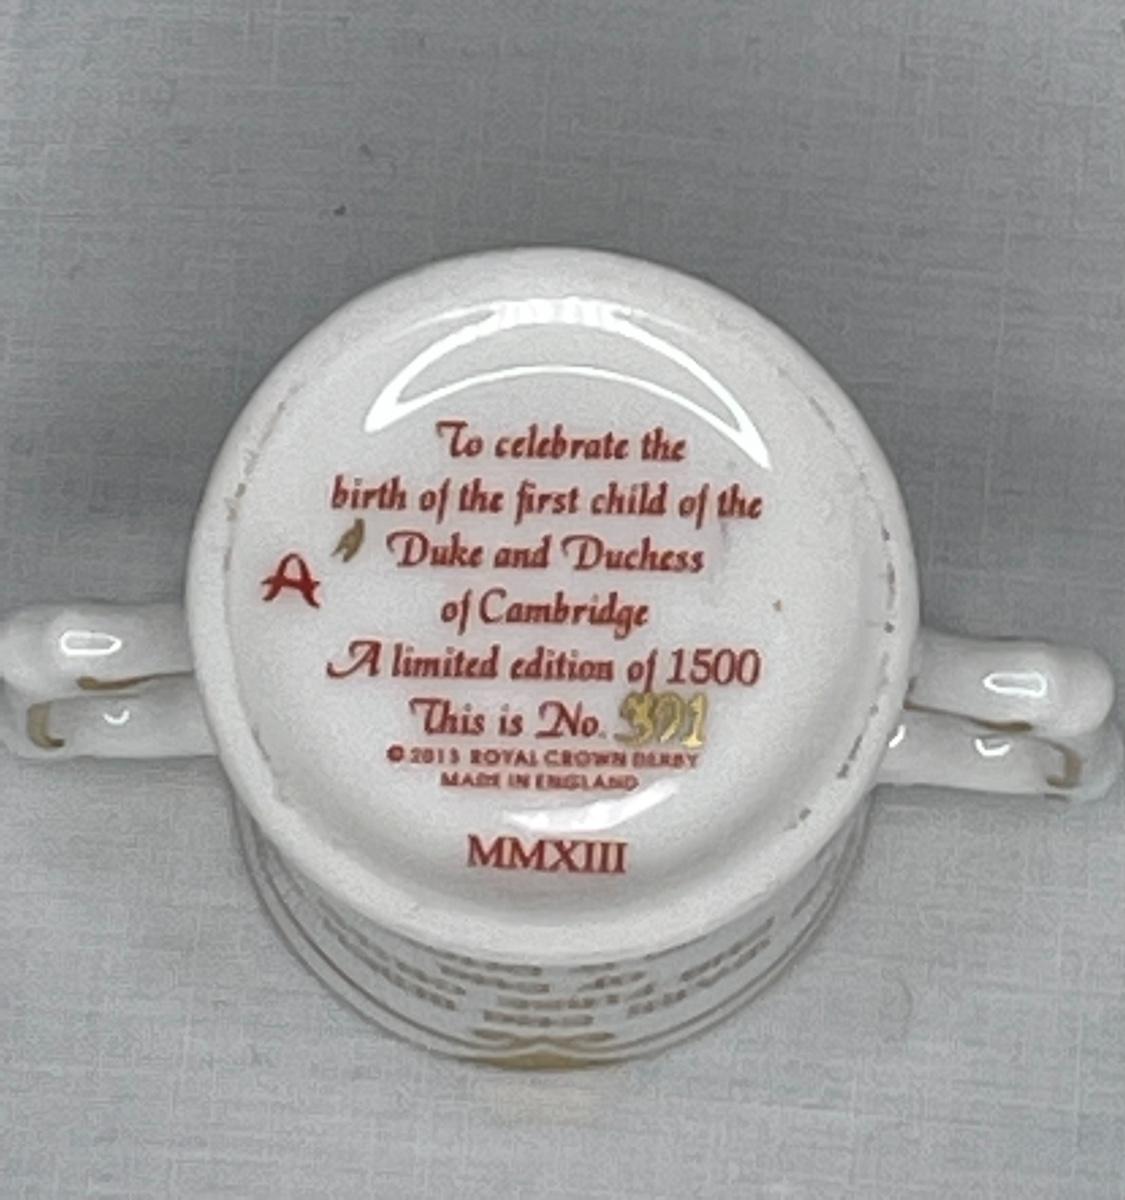 To celebrate the
birth of the first child of the
Duke and Duchess
A
of Cambridge
A limited edition of 1500
This is No. 391
© 2013 ROYAL CROWN DERBY
MADE IN ENGLAND
MMXIII